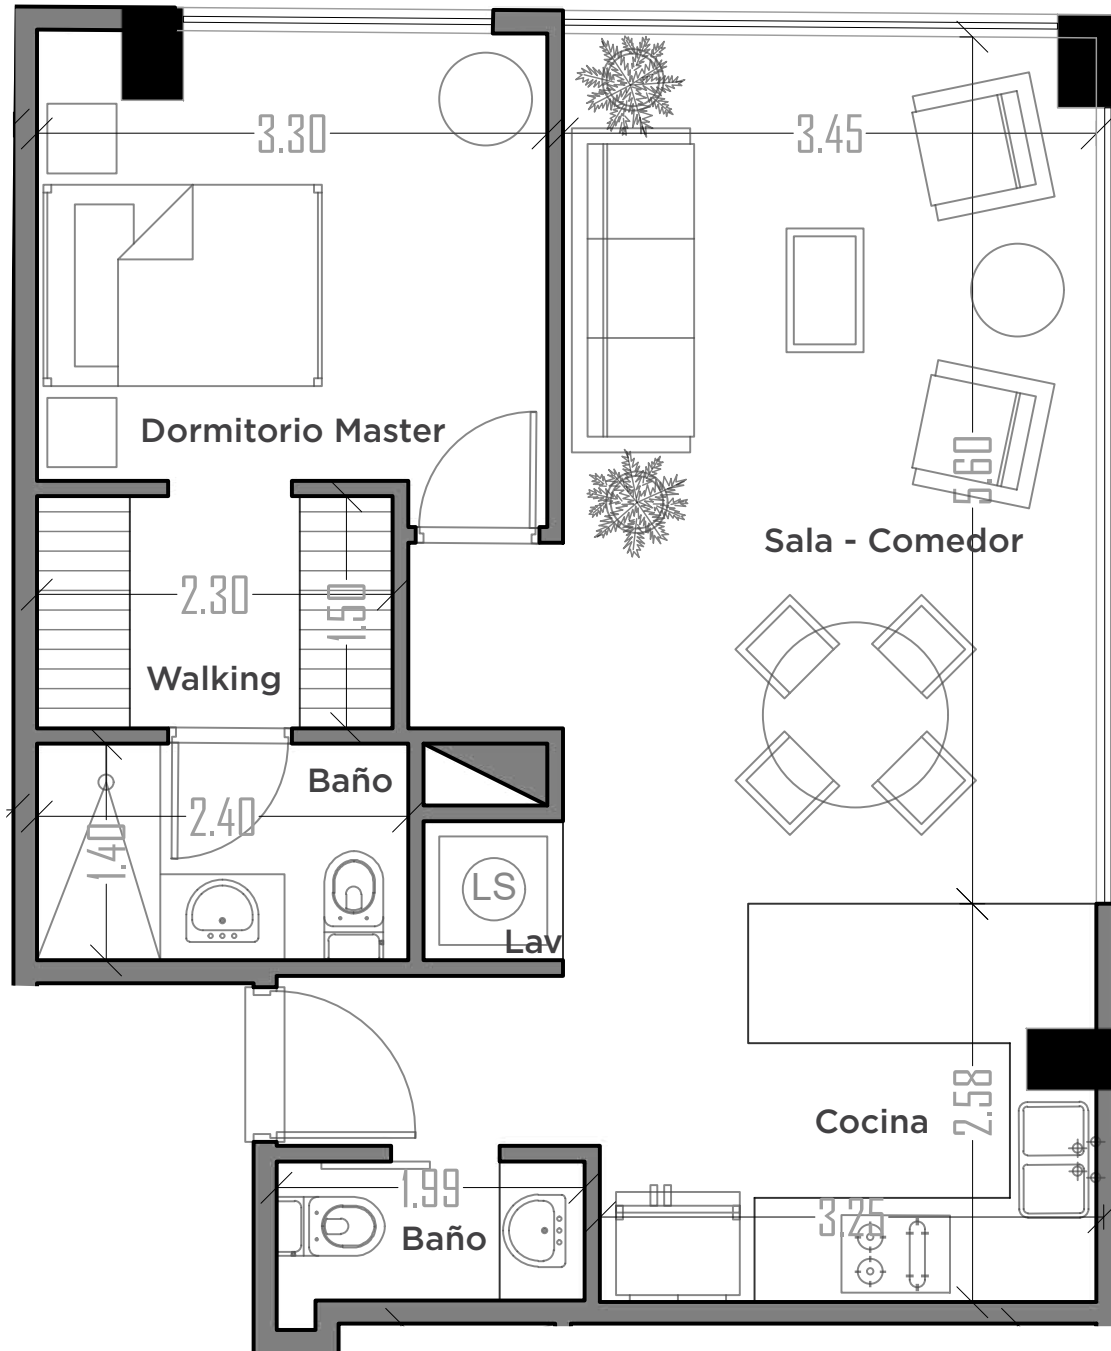 3.30
3.45
Dormitorio Master
5.60
Sala - Comedor
2.30
1.50
Walking
Baño
2.40
1.40
LS
Lav
2.58
Cocina
1.99
3.25
Baño